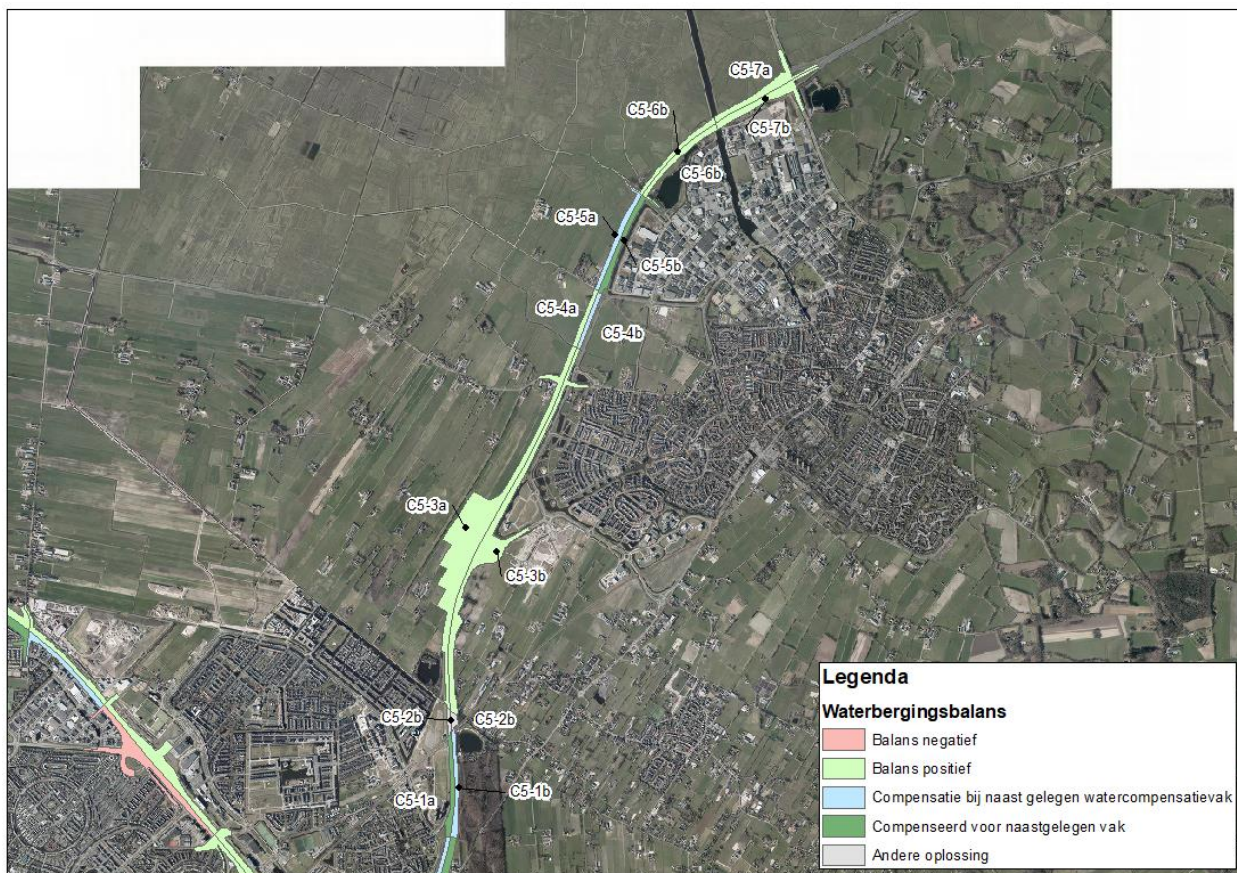 C5-7a
C5-6b
C5-7b
C5-6b
C5-5a
C5-5b
C5-4a
C5-4b
C5-3a
C5-3b
C5-2b
C5-2b
C5-1a
C5-1b
Legenda
Waterbergingsbalans
Balans negatief
Balans positief
Compensatie bij naast gelegen watercompensatievak
Compenseerd voor naastgelegen vak
Andere oplossing